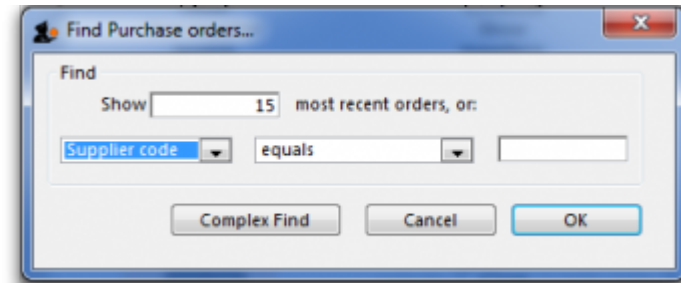 Find Purchase orders...
Find
Show 15 most recent orders, or:
Supplier code equals
Complex Find Cancel OK